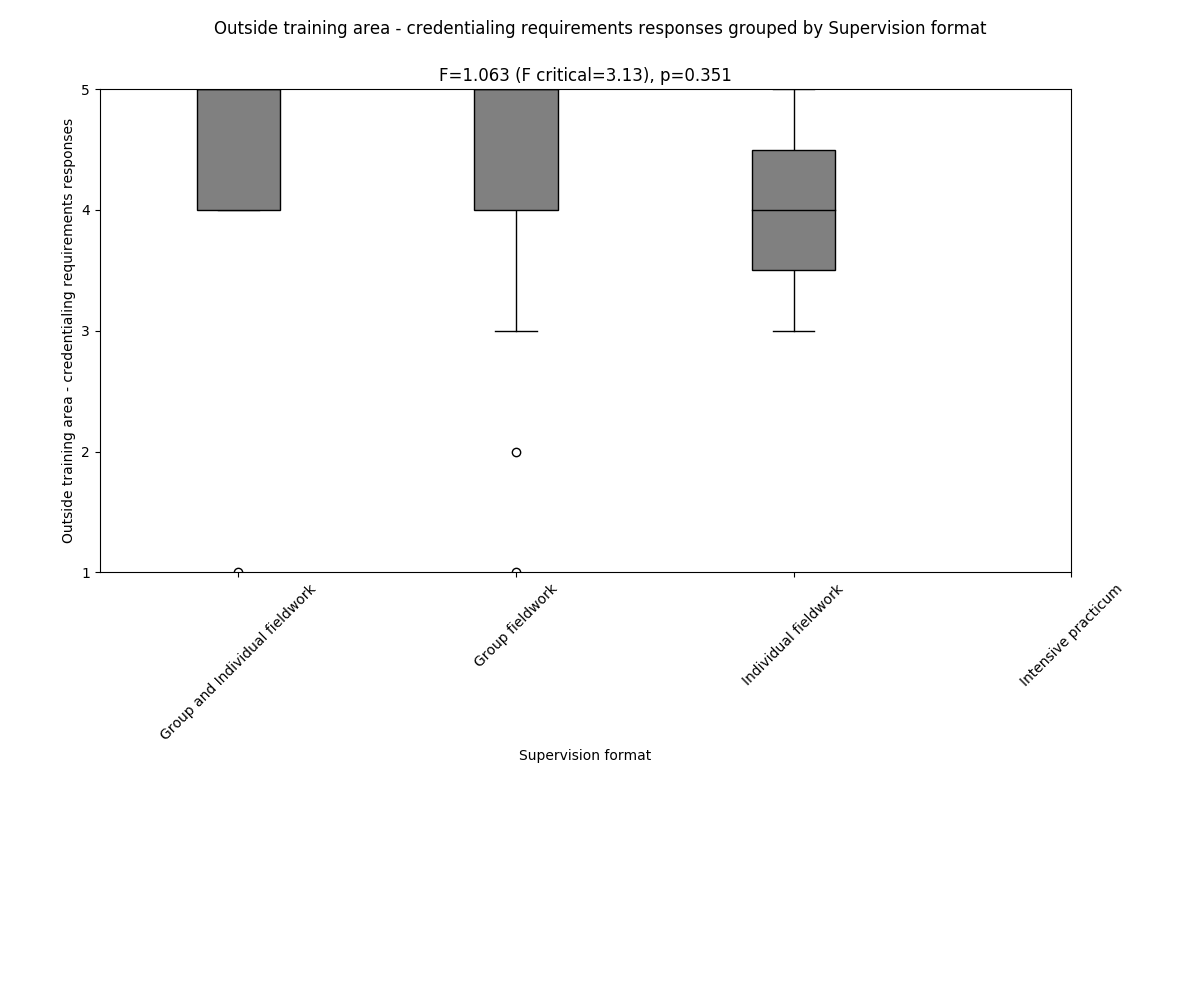 Outside training area - credentialing requirements responses grouped by Supervision format
F=1.063 (F critical=3.13), p=0.351
Outside training area - credentialing requirements responses
5
4
3
2
1
Group and Individual fieldwork
Group fieldwork
Individual fieldwork
Intensive practicum
Supervision format